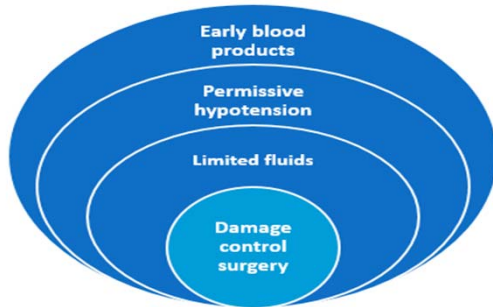 Early blood
products
Permissive
hypotension
Limited fluids
Damage
control
surgery